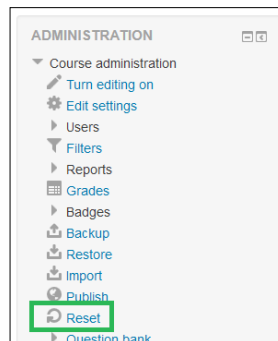 ADMINISTRATION
Course administration
Turn editing on
Edit settings
Users
Filters
Reports
Grades
Badges
Backup
Restore
Import
Publish
Reset
Question bank